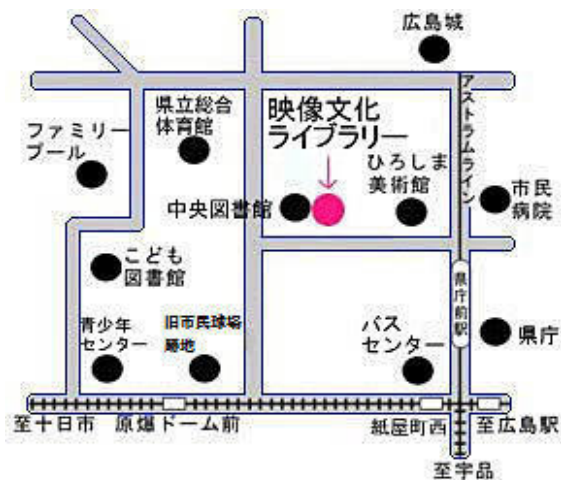 広島城
県立総合
体育館
映像文化
ライブラリー
アストラムライン
ファミリー
プール
ひろしま
美術館
市民
病院
中央図書館
こども
図書館
県庁前駅
青少年
センター
旧市民球場
跡地
バス
センター
県庁
至十日市
原爆ドーム前
紙屋町西
至広島駅
至宇品